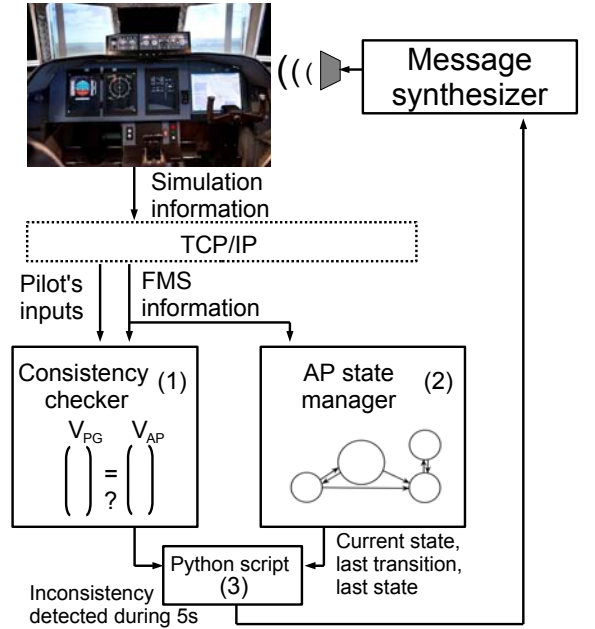 Message
synthesizer
Simulation
information
TCP/IP
Pilot's
inputs
FMS
information
Consistency
checker
(1)
V_PG V_AP
=
?
AP state
manager
(2)
Python script
(3)
Current state,
last transition,
last state
Inconsistency
detected during 5s